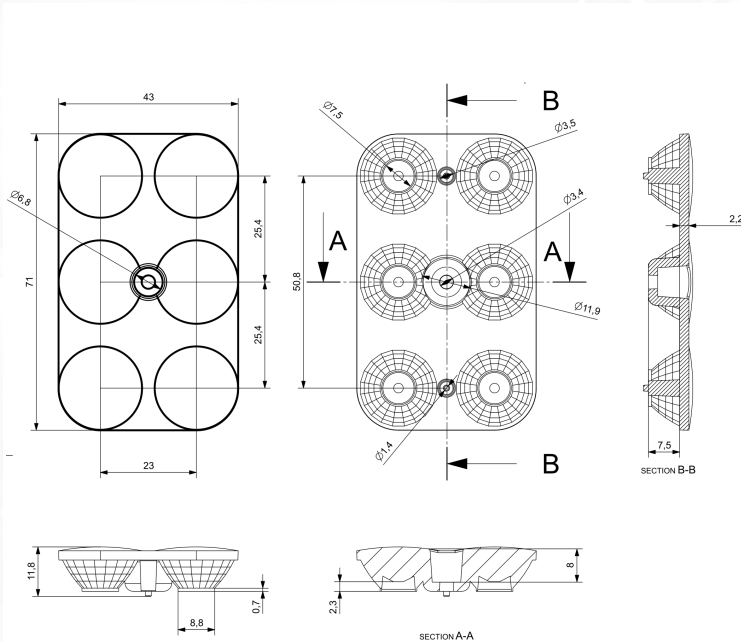 43
Ø6,8
71
25,4
25,4
23
B
Ø7,5
Ø3,5
Ø3,4
A
A
50,8
Ø11,9
Ø1,4
B
2,2
7,5
SECTION B-B
11,8
0,7
8,8
2,3
8
SECTION A-A